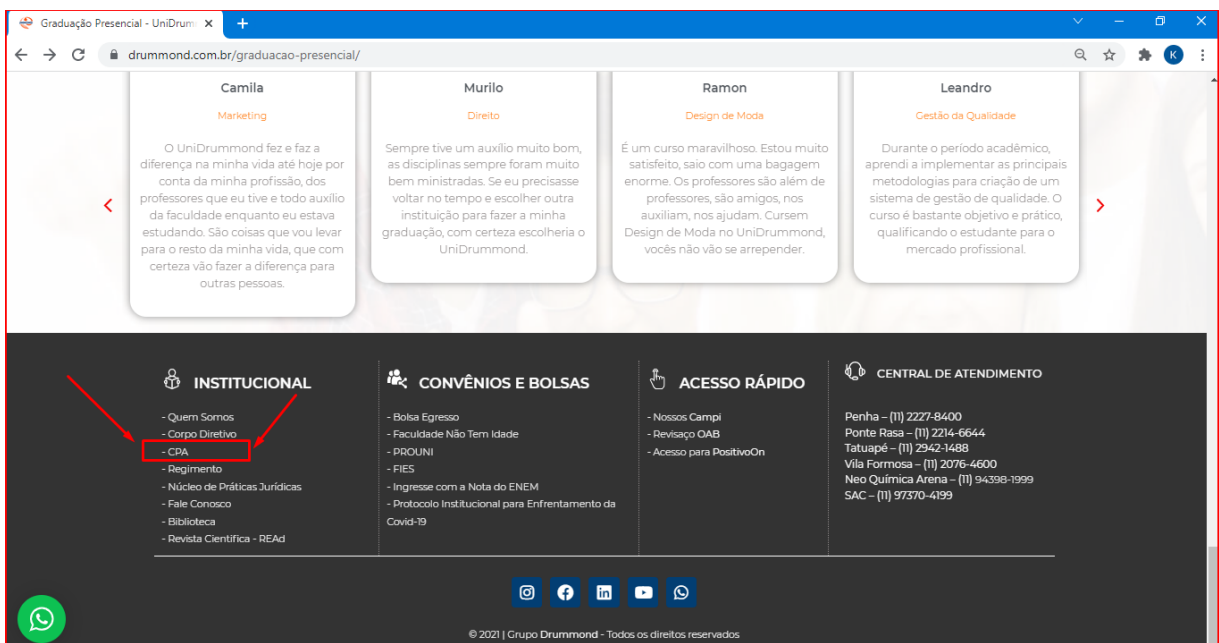 Graduação Presencial - UniDrum
drummond.com.br/graduacao-presencial/
K
Camila
Marketing
O UniDrummond fez e faz a
diferença na minha vida até hoje por
conta da minha profissão, dos
professores que eu tive e todo auxílio
da faculdade enquanto eu estava
estudando. São coisas que vou levar
para o resto da minha vida, que com
certeza vão fazer a diferença para
outras pessoas.
Murilo
Direito
Sempre tive um auxílio muito bom,
as disciplinas sempre foram muito
bem ministradas. Se eu precisasse
voltar no tempo e escolher outra
instituição para fazer a minha
graduação, com certeza escolheria o
UniDrummond.
Ramon
Design de Moda
É um curso maravilhoso. Estou muito
satisfeito, saio com uma bagagem
enorme. Os professores são além de
professores, são amigos, nos
auxiliam, nos ajudam. Cursem
Design de Moda no UniDrummond,
vocês não vão se arrepender.
Leandro
Gestão da Qualidade
Durante o período acadêmico,
aprendi a implementar as principais
metodologias para criação de um
sistema de gestão de qualidade. O
curso é bastante objetivo e prático,
qualificando o estudante para o
mercado profissional.
INSTITUCIONAL
- Quem Somos
- Corpo Diretivo
- CPA
- Regimento
- Núcleo de Práticas Jurídicas
- Fale Conosco
- Biblioteca
- Revista Científica - REAd
CONVÊNIOS E BOLSAS
- Bolsa Egresso
- Faculdade Não Tem Idade
- PROUNI
- FIES
- Ingresse com a Nota do ENEM
- Protocolo Institucional para Enfrentamento da
Covid-19
ACESSO RÁPIDO
- Nossos Campi
- Revisaço OAB
- Acesso para PositivoOn
CENTRAL DE ATENDIMENTO
Penha – (11) 2227-8400
Ponte Rasa – (11) 2214-6644
Tatuapé – (11) 2942-1488
Vila Formosa – (11) 2076-4600
Neo Química Arena – (11) 94398-1999
SAC – (11) 97370-4199
© 2021 | Grupo Drummond - Todos os direitos reservados